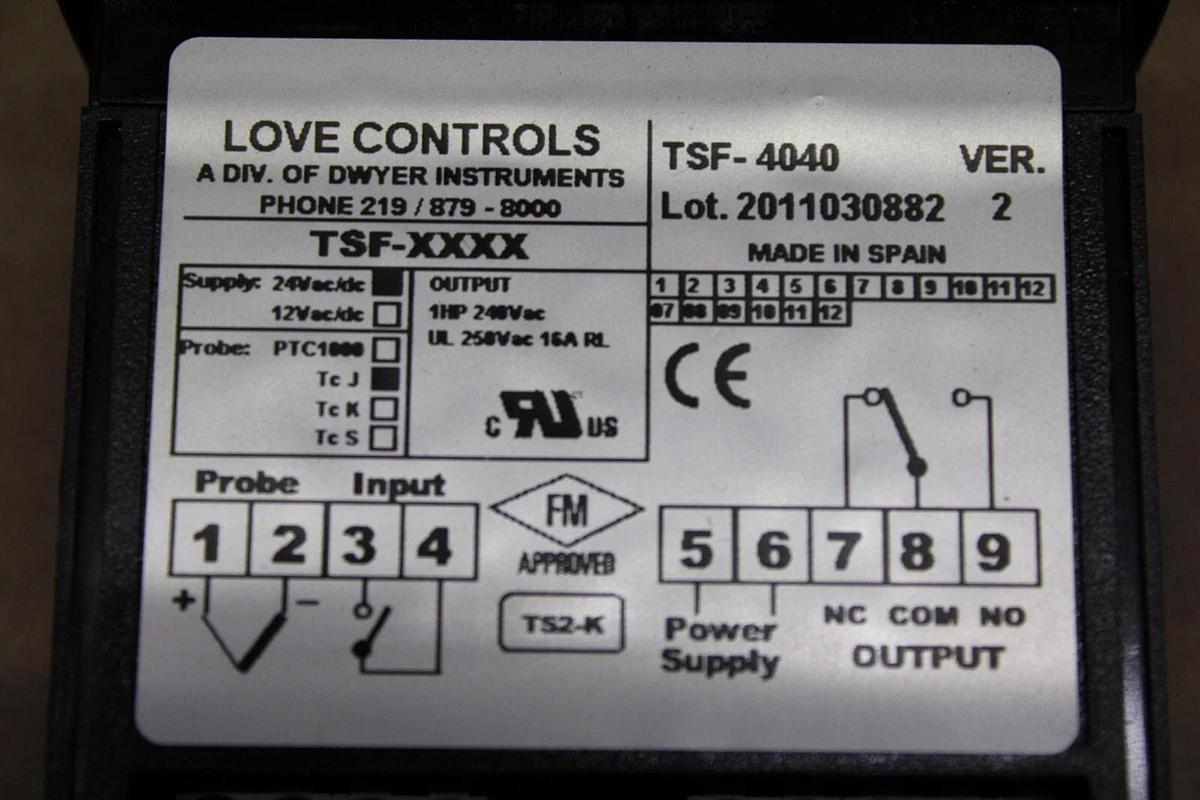 LOVE CONTROLS
A DIV. OF DWYER INSTRUMENTS
PHONE 219 / 879 - 8000
TSF-XXXX
TSF- 4040 VER.
Lot. 2011030882 2
MADE IN SPAIN
Supply: 24Vac/dc
12Vac/dc
Probe: PTC1000
Tc J
Tc K
Tc S
OUTPUT
1HP 240Vac
UL 250Vac 16A RL
C RU US
1 2 3 4 5 6 7 8 9 10 11 12
07 08 09 10 11 12
CE
Probe Input
1 2 3 4
+ -
FM
APPROVED
TS2-K
5 6 7 8 9
Power
Supply
NC COM NO
OUTPUT